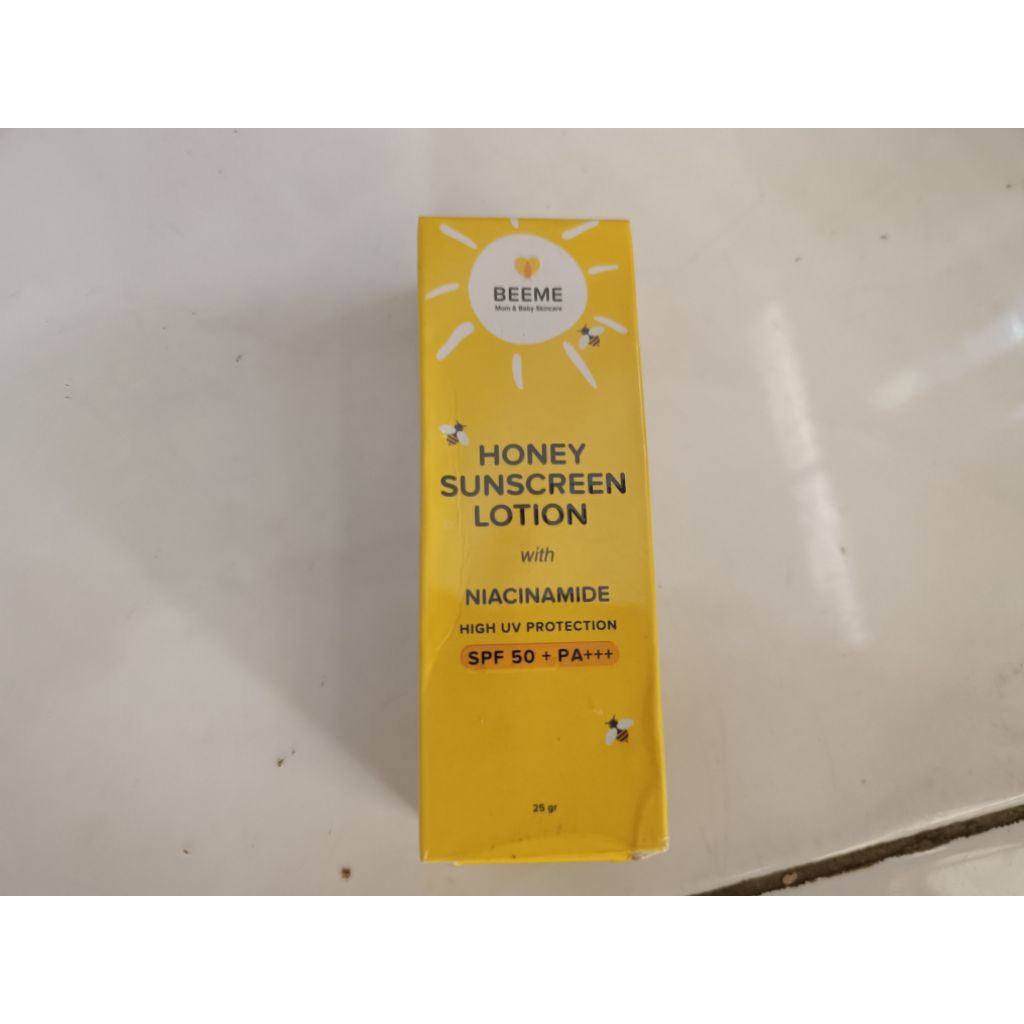 BEEME
Mom & Baby Skincare
HONEY
SUNSCREEN
LOTION
with
NIACINAMIDE
HIGH UV PROTECTION
SPF 50 + PA+++
25 gr